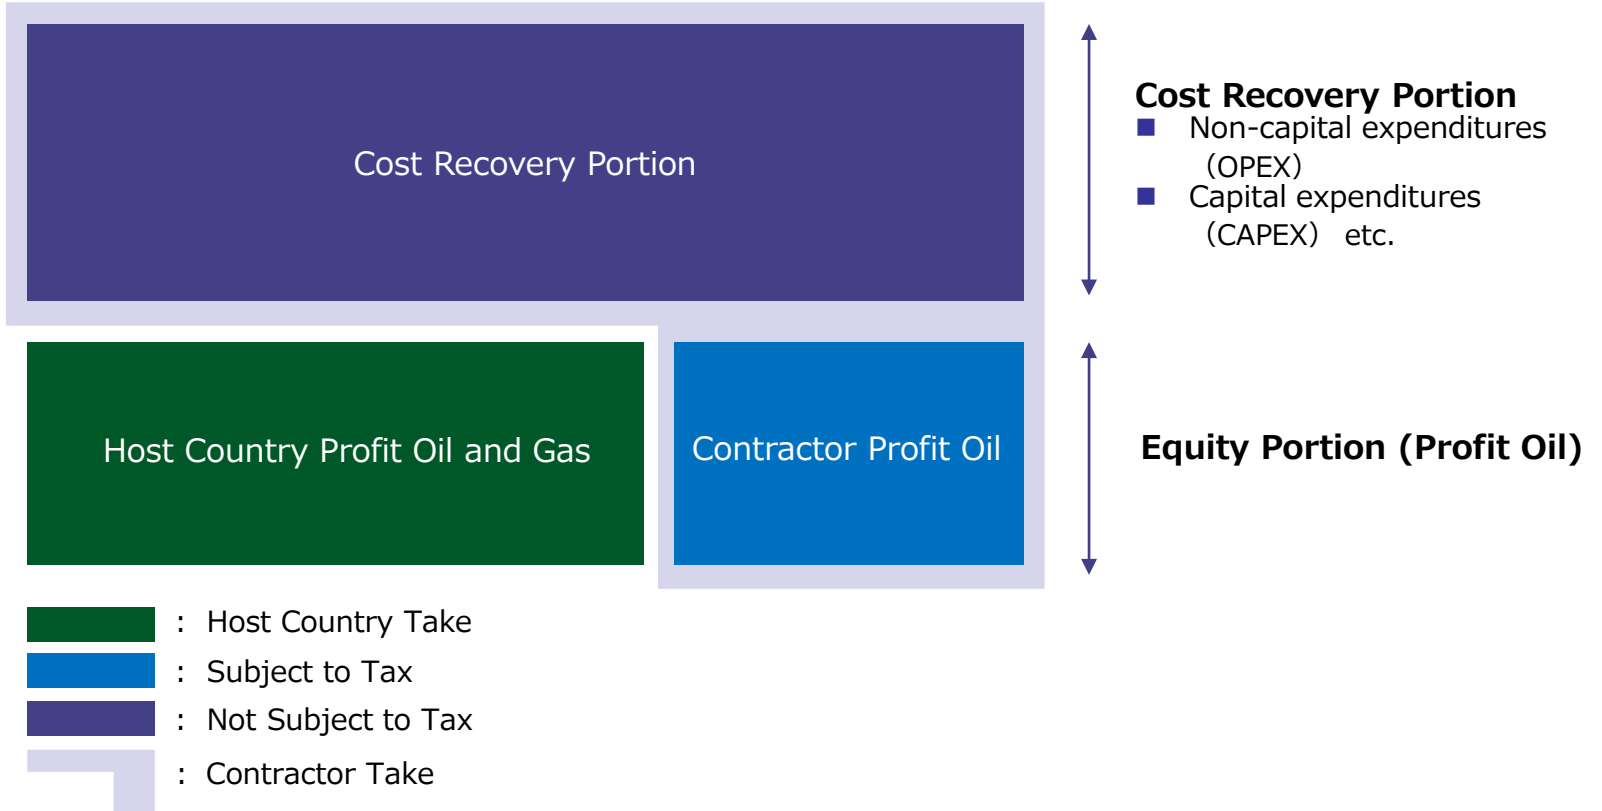 Cost Recovery Portion
Cost Recovery Portion
■ Non-capital expenditures
（OPEX）
■ Capital expenditures
（CAPEX） etc.
Host Country Profit Oil and Gas
Contractor Profit Oil
Equity Portion (Profit Oil)
: Host Country Take
: Subject to Tax
: Not Subject to Tax
: Contractor Take